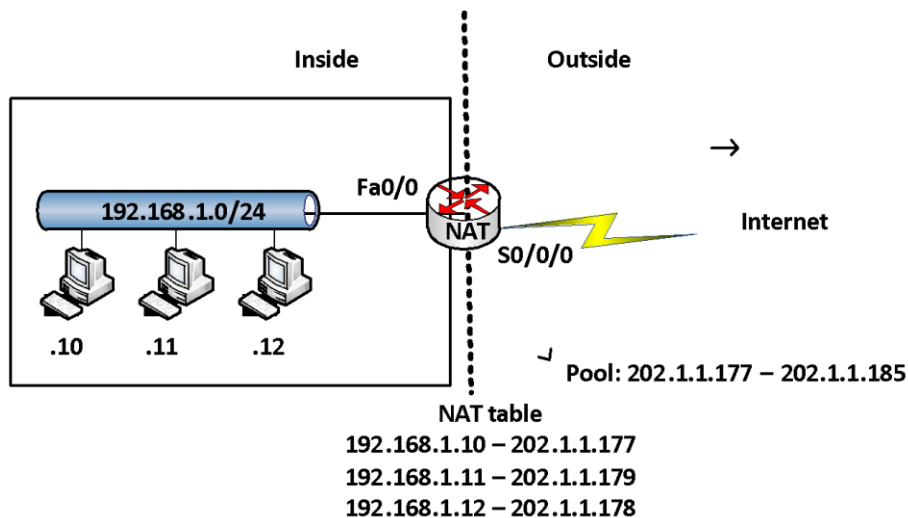 Inside
Outside
Fa0/0
192.168.1.0/24
NAT
S0/0/0
Internet
.10
.11
.12
Pool: 202.1.1.177 – 202.1.1.185
NAT table
192.168.1.10 – 202.1.1.177
192.168.1.11 – 202.1.1.179
192.168.1.12 – 202.1.1.178